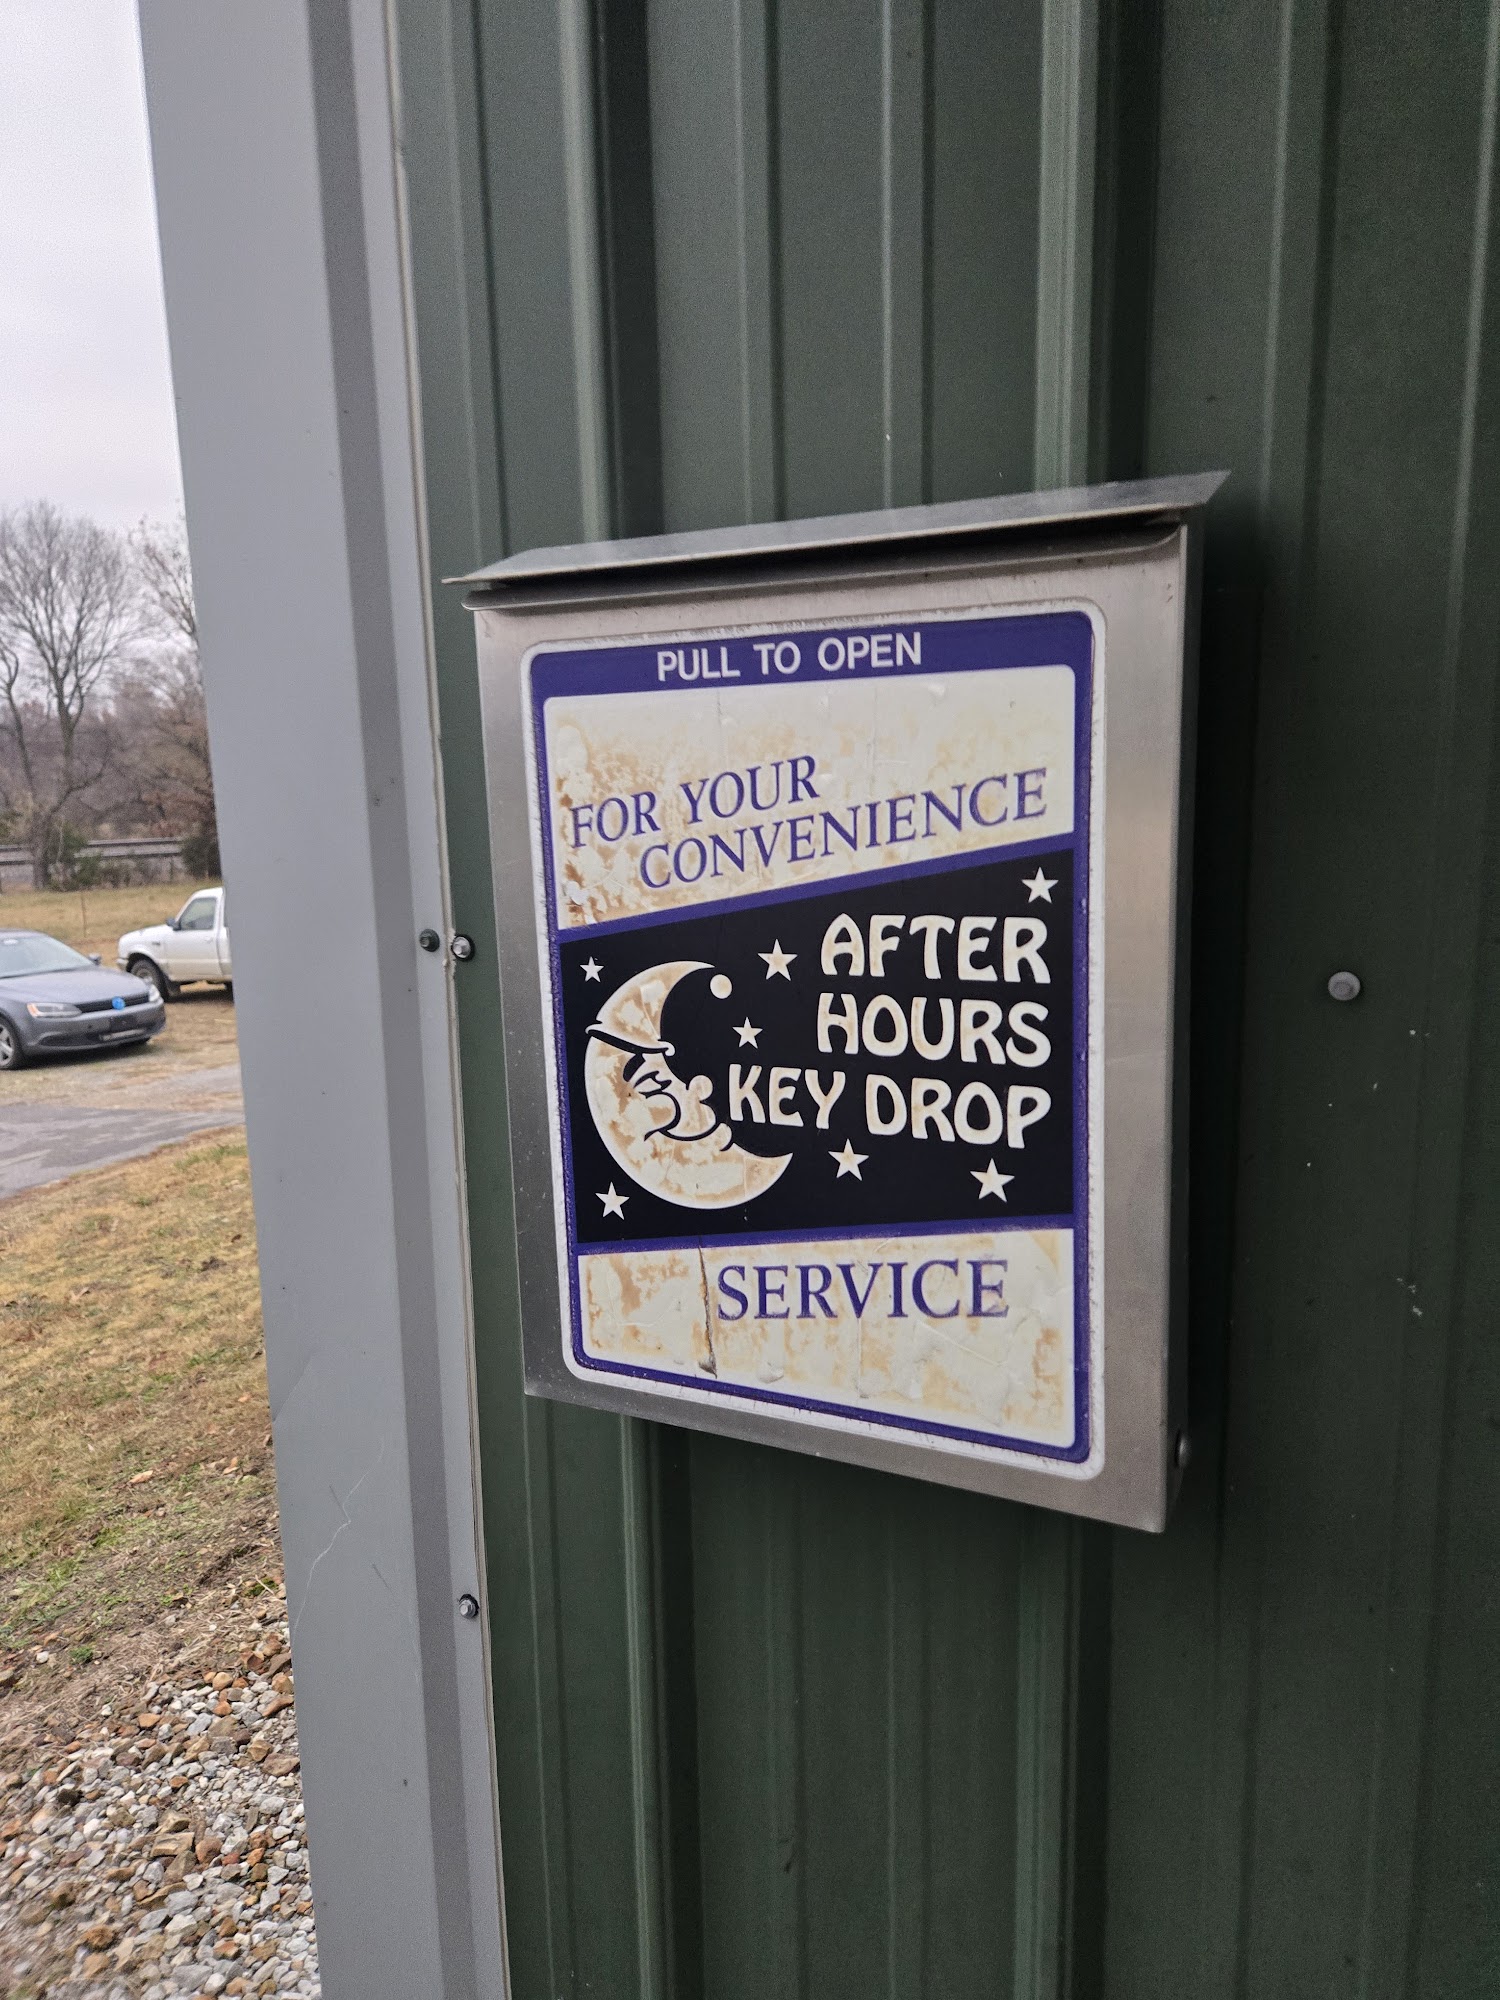 PULL TO OPEN
FOR YOUR
CONVENIENCE
AFTER
HOURS
KEY DROP
SERVICE